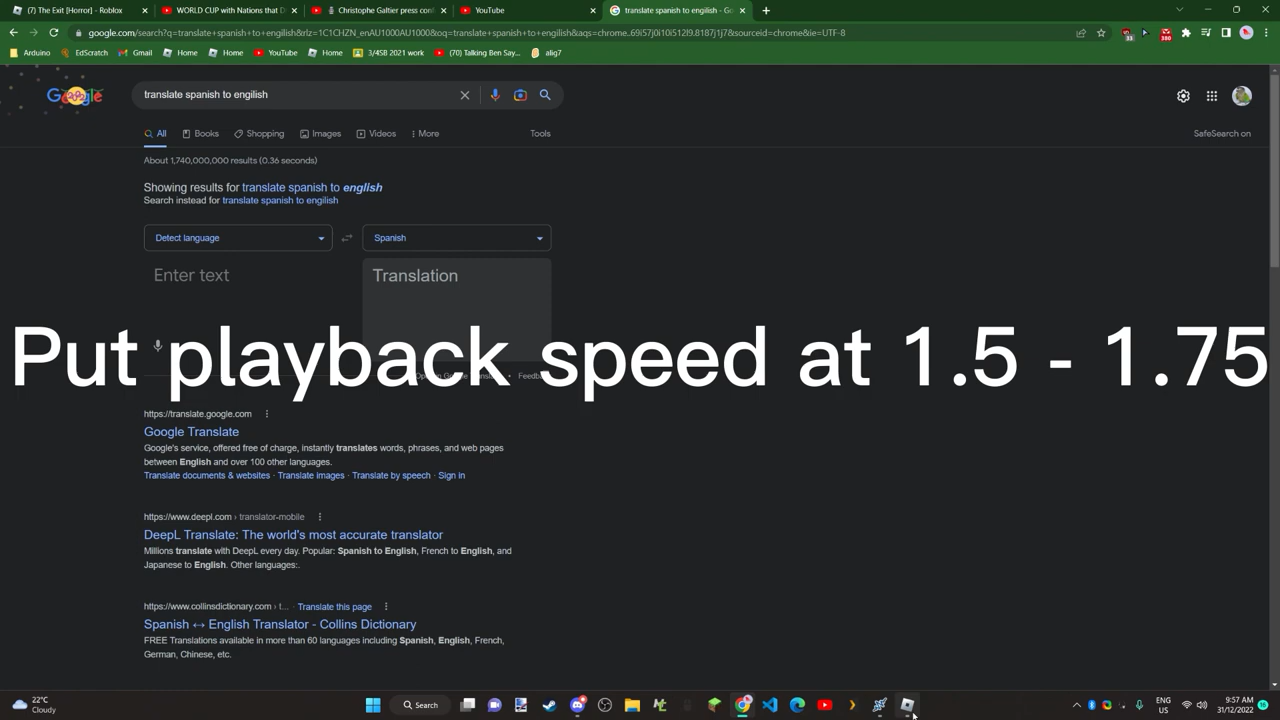 (7) The Exit [Horror] - Roblox
WORLD CUP with Nations that D
Christophe Galtier press con
YouTube
translate spanish to engilish - Go
google.com/search?q=translate+spanish+to+engilish&rlz=1C1CHZN_enAU1000AU1000&oq=translate+spanish+to+engilish&aqs=chrome..69i57j0i10i512l9.8187j1j7&sourceid=chrome&ie=UTF-8
Arduino
EdScratch
Gmail
Home
Home
YouTube
Home
3/4SB 2021 work
(70) Talking Ben Say...
alig7
translate spanish to engilish
All
Books
Shopping
Images
Videos
More
Tools
SafeSearch on
About 1,740,000,000 results (0.36 seconds)
Showing results for translate spanish to english
Search instead for translate spanish to engilish
Detect language
Spanish
Enter text
Translation
Put playback speed at 1.5 - 1.75
https://translate.google.com
Google Translate
Google's service, offered free of charge, instantly translates words, phrases, and web pages
between English and over 100 other languages.
Translate documents & websites · Translate images · Translate by speech · Sign in
https://www.deepl.com › translator-mobile
DeepL Translate: The world's most accurate translator
Millions translate with DeepL every day. Popular: Spanish to English, French to English, and
Japanese to English. Other languages:.
https://www.collinsdictionary.com › t... · Translate this page
Spanish ↔ English Translator - Collins Dictionary
FREE Translations available in more than 60 languages including Spanish, English, French,
German, Chinese, etc.
22°C
Cloudy
Search
ENG
US
9:57 AM
31/12/2022